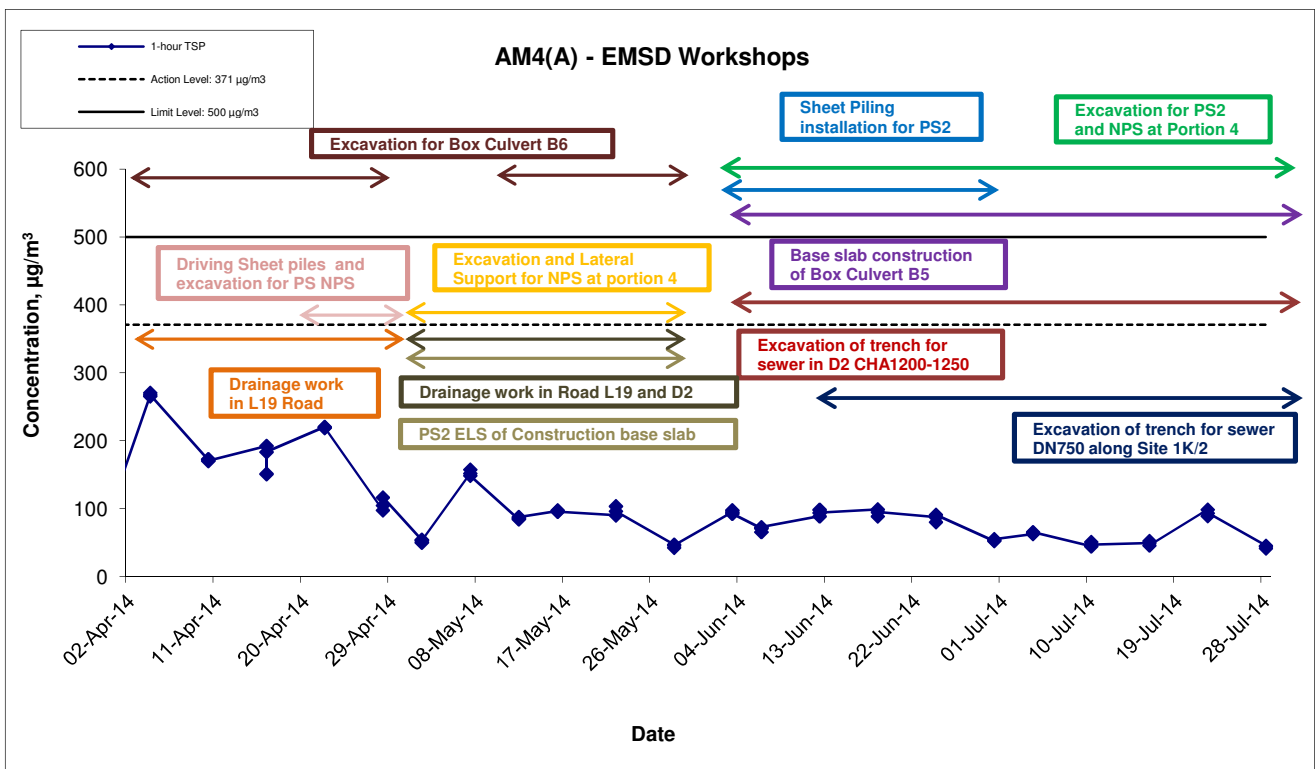 1-hour TSP
Action Level: 371 µg/m3
Limit Level: 500 µg/m3
AM4(A) - EMSD Workshops
Sheet Piling
installation for PS2
Excavation for PS2
and NPS at Portion 4
Excavation for Box Culvert B6
Driving Sheet piles and
excavation for PS NPS
Excavation and Lateral
Support for NPS at portion 4
Base slab construction
of Box Culvert B5
Excavation of trench for
sewer in D2 CHA1200-1250
Drainage work
in L19 Road
Drainage work in Road L19 and D2
PS2 ELS of Construction base slab
Excavation of trench for sewer
DN750 along Site 1K/2
Concentration, µg/m³
600
500
400
300
200
100
0
02-Apr-14
11-Apr-14
20-Apr-14
29-Apr-14
08-May-14
17-May-14
26-May-14
04-Jun-14
13-Jun-14
22-Jun-14
01-Jul-14
10-Jul-14
19-Jul-14
28-Jul-14
Date